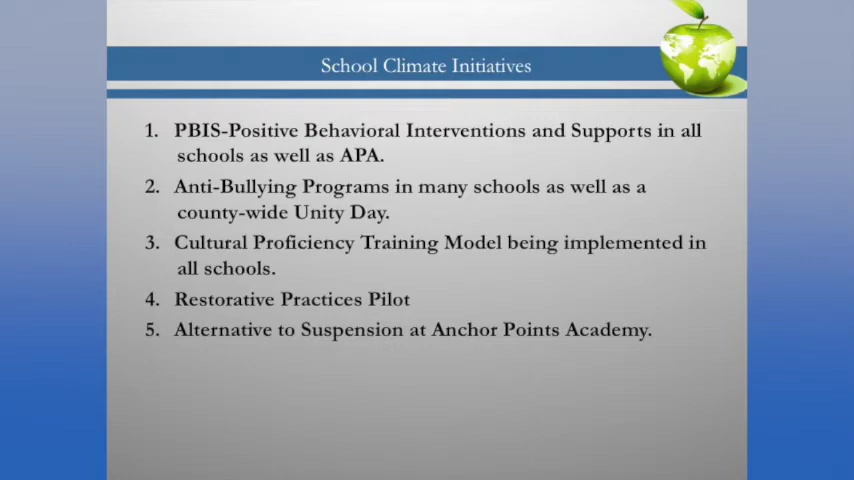 School Climate Initiatives
1. PBIS-Positive Behavioral Interventions and Supports in all
schools as well as APA.
2. Anti-Bullying Programs in many schools as well as a
county-wide Unity Day.
3. Cultural Proficiency Training Model being implemented in
all schools.
4. Restorative Practices Pilot
5. Alternative to Suspension at Anchor Points Academy.